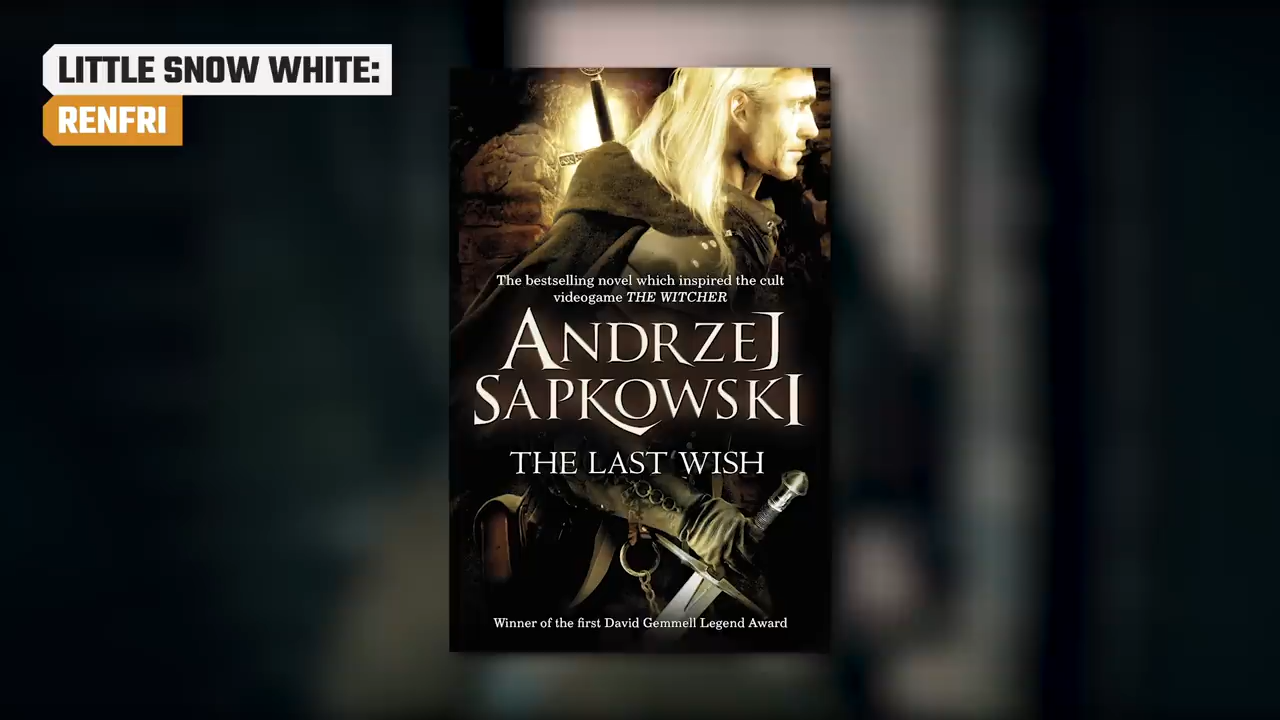 LITTLE SNOW WHITE:
RENFRI
The bestselling novel which inspired the cult
videogame THE WITCHER
ANDRZEJ
SAPKOWSKI
THE LAST WISH
Winner of the first David Gemmell Legend Award